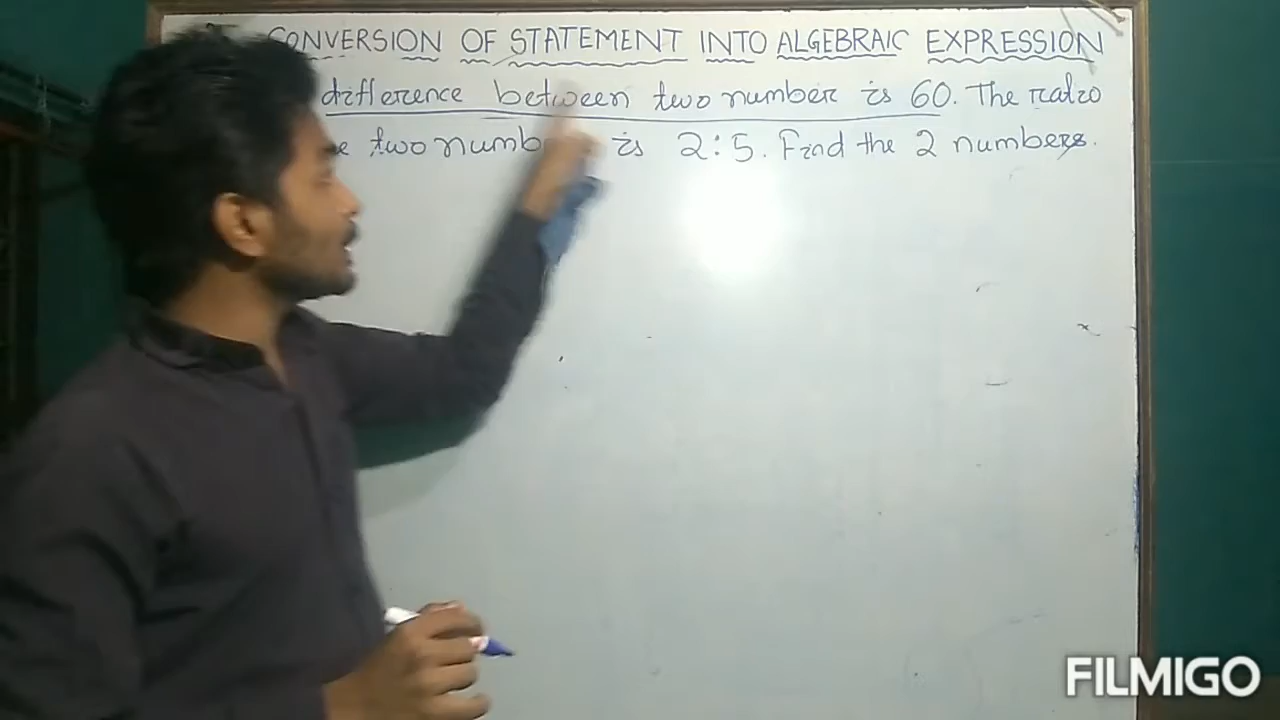 CONVERSION OF STATEMENT INTO ALGEBRAIC EXPRESSION
difference between two number is 60. The ratio
two number is 2:5. Find the 2 numbers.
FILMIGO